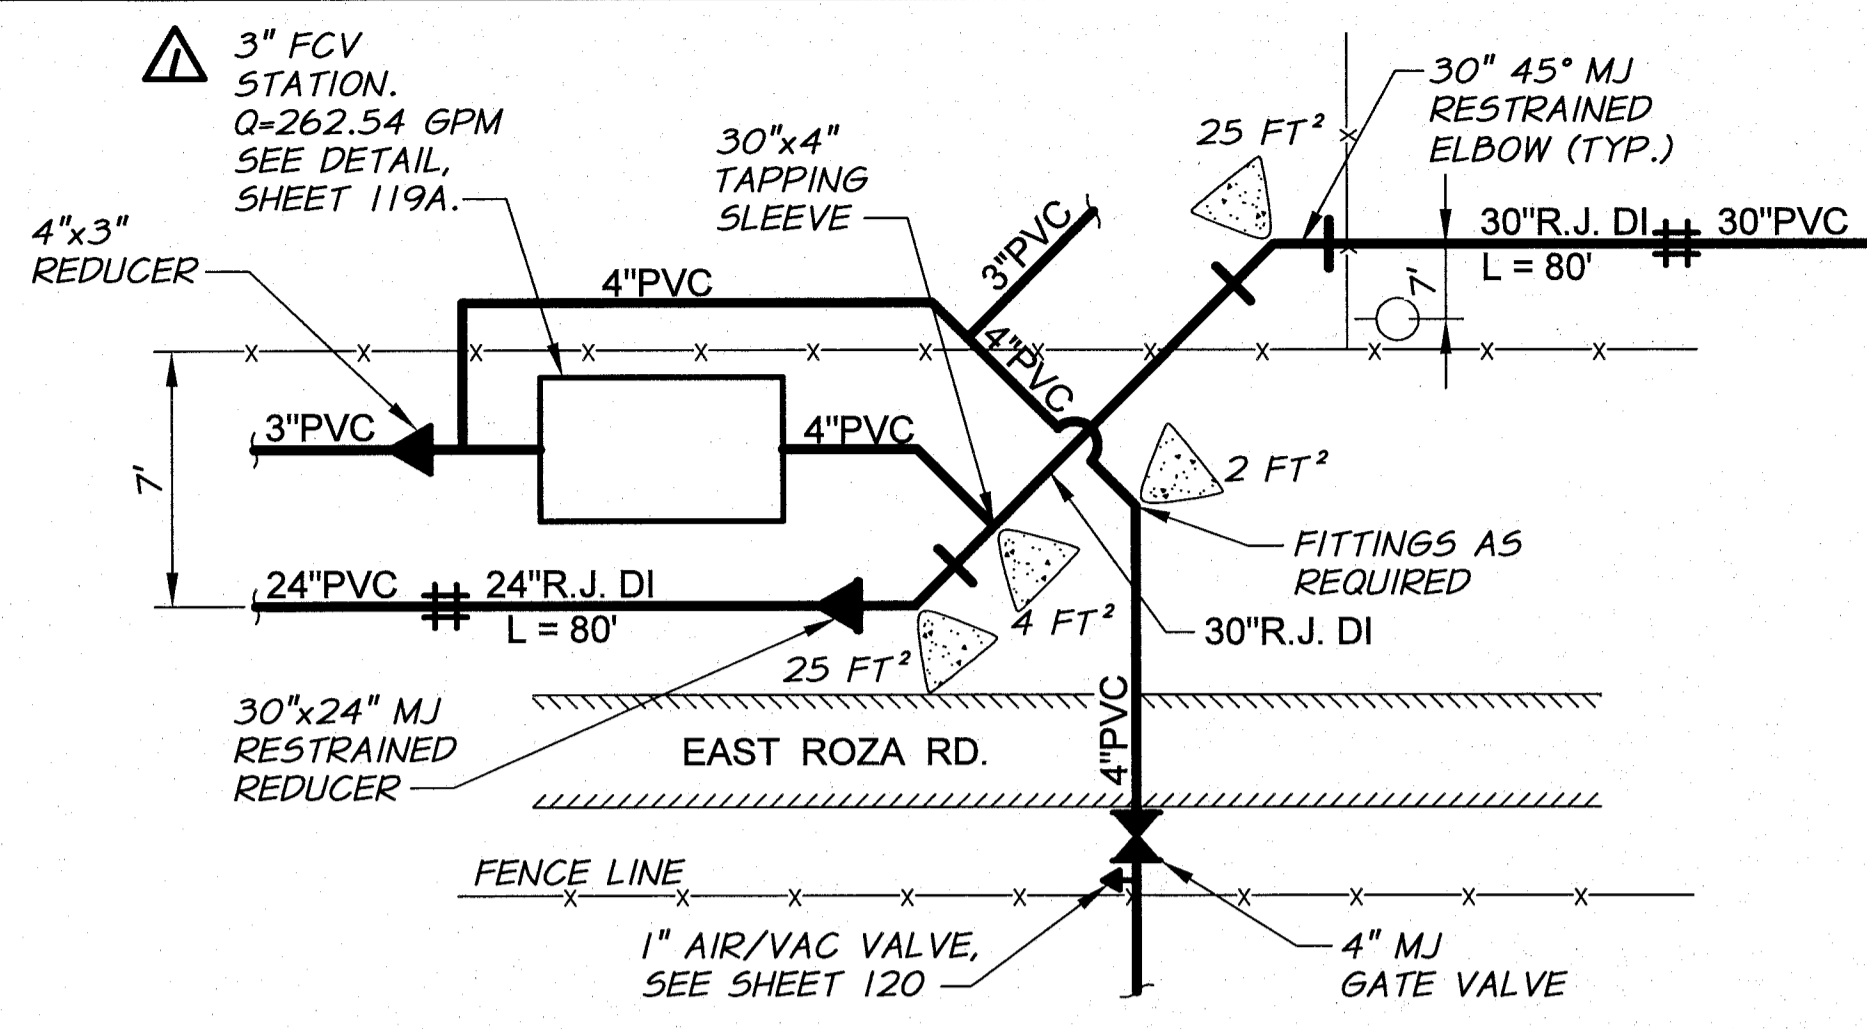 1
3" FCV
STATION.
Q=262.54 GPM
SEE DETAIL,
SHEET 119A.
4"x3"
REDUCER
30"x4"
TAPPING
SLEEVE
25 FT²
30" 45° MJ
RESTRAINED
ELBOW (TYP.)
3"PVC
30"R.J. DI
30"PVC
L = 80'
7'
4"PVC
4"PVC
3"PVC
4"PVC
7'
2 FT²
FITTINGS AS
REQUIRED
24"PVC
24"R.J. DI
L = 80'
4 FT²
30"R.J. DI
25 FT²
30"x24" MJ
RESTRAINED
REDUCER
4"PVC
EAST ROZA RD.
FENCE LINE
1" AIR/VAC VALVE,
SEE SHEET 120
4" MJ
GATE VALVE